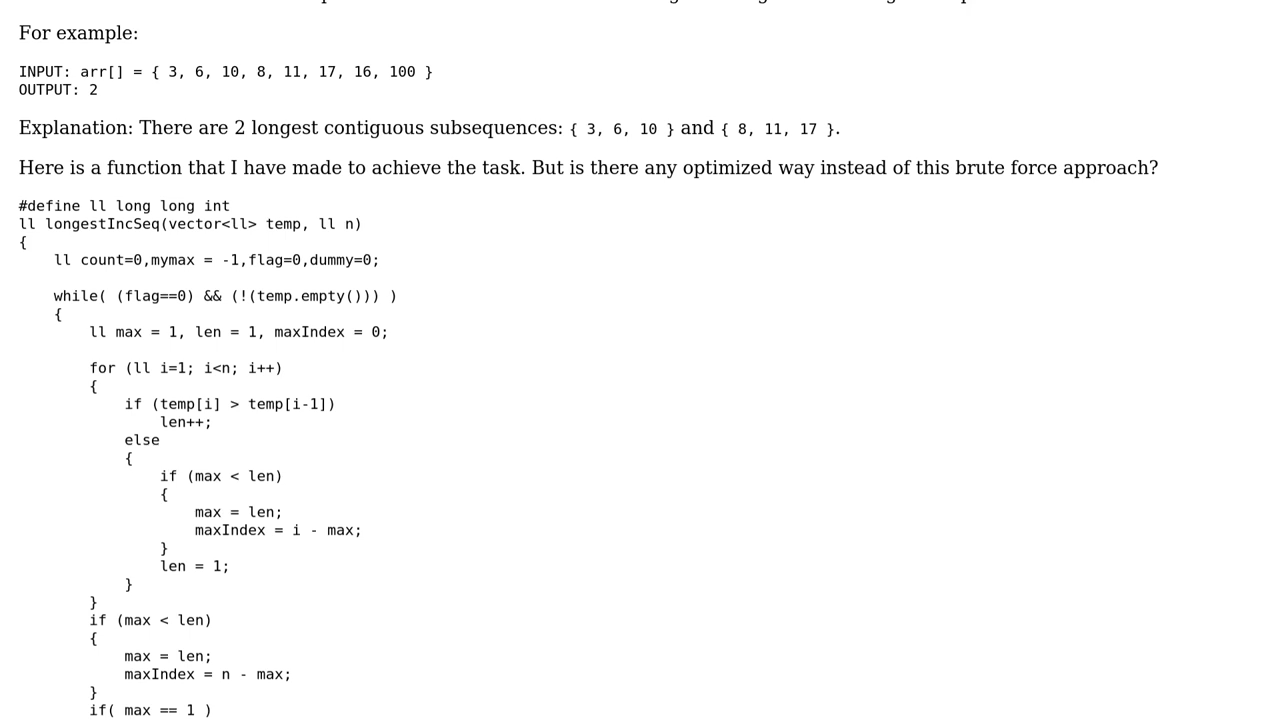 For example:
INPUT: arr[] = { 3, 6, 10, 8, 11, 17, 16, 100 }
OUTPUT: 2
Explanation: There are 2 longest contiguous subsequences: { 3, 6, 10 } and { 8, 11, 17 }.
Here is a function that I have made to achieve the task. But is there any optimized way instead of this brute force approach?
#define ll long long int
ll longestIncSeq(vector<ll> temp, ll n)
{
    ll count=0,mymax = -1,flag=0,dummy=0;
    while( (flag==0) && (!(temp.empty())) )
    {
        ll max = 1, len = 1, maxIndex = 0;
        for (ll i=1; i<n; i++)
        {
            if (temp[i] > temp[i-1])
                len++;
            else
            {
                if (max < len)
                {
                    max = len;
                    maxIndex = i - max;
                }
                len = 1;
            }
        }
        if (max < len)
        {
            max = len;
            maxIndex = n - max;
        }
        if( max == 1 )